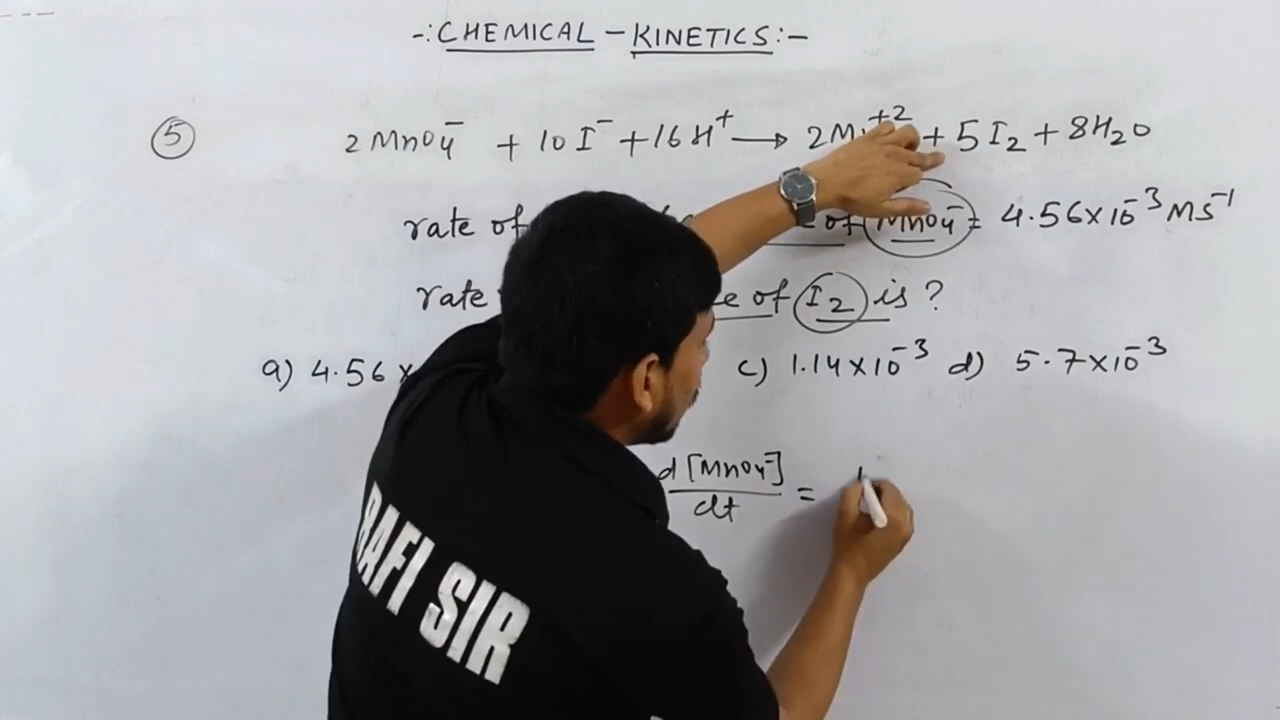 -: CHEMICAL - KINETICS :-
⑤ 2MnO4⁻ + 10I⁻ + 16H⁺ → 2Mn⁺² + 5I₂ + 8H₂O
rate of of MnO4⁻ = 4.56×10⁻³ MS⁻¹
rate of I₂ is ?
a) 4.56× c) 1.14×10⁻³ d) 5.7×10⁻³
d[MnO4⁻]/dt =
RAFI SIR